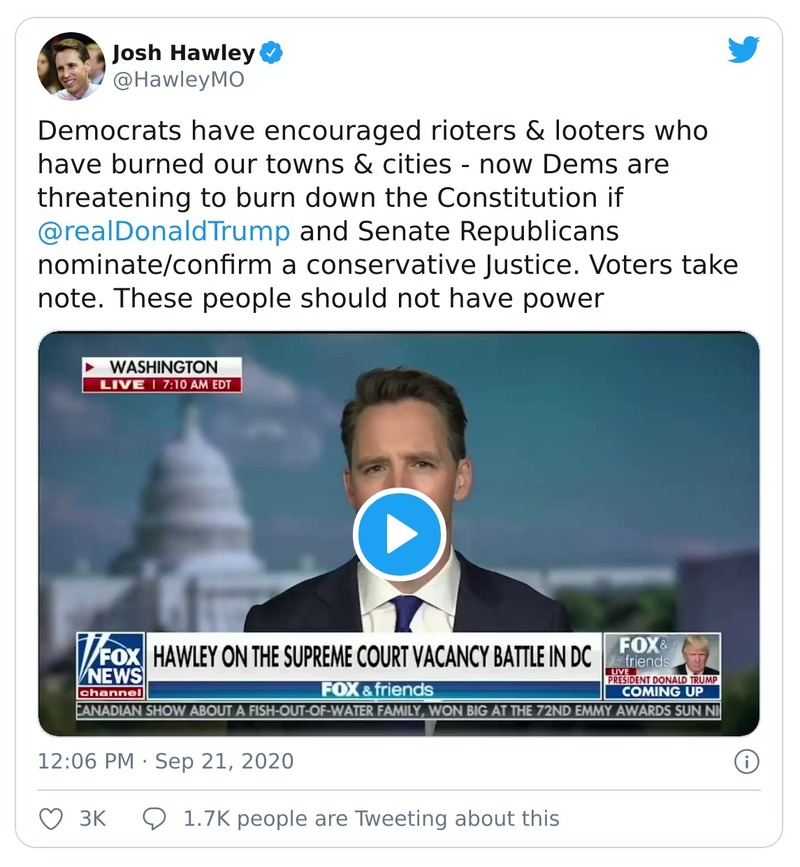 Josh Hawley
@HawleyMO
Democrats have encouraged rioters & looters who
have burned our towns & cities - now Dems are
threatening to burn down the Constitution if
@realDonaldTrump and Senate Republicans
nominate/confirm a conservative Justice. Voters take
note. These people should not have power
WASHINGTON
LIVE | 7:10 AM EDT
FOX
NEWS
channel
HAWLEY ON THE SUPREME COURT VACANCY BATTLE IN DC
FOX & friends
FOX &
friends
LIVE
PRESIDENT DONALD TRUMP
COMING UP
CANADIAN SHOW ABOUT A FISH-OUT-OF-WATER FAMILY, WON BIG AT THE 72ND EMMY AWARDS SUN NI
12:06 PM · Sep 21, 2020
3K
1.7K people are Tweeting about this